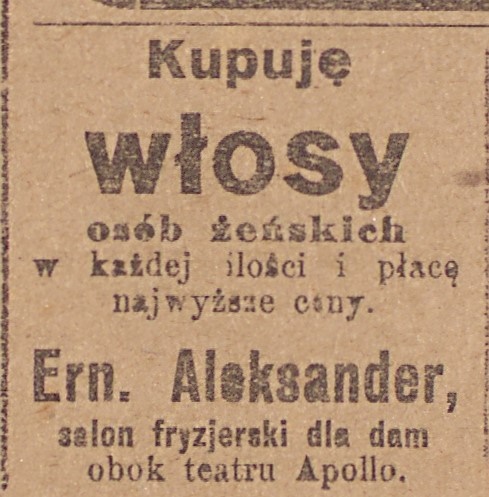 Kupuję
włosy
osób żeńskich
w każdej ilości i płacę
najwyższe ceny.
Ern. Aleksander,
salon fryzjerski dla dam
obok teatru Apollo.